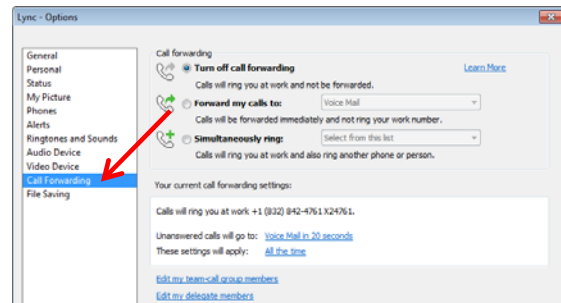 Lync - Options
General
Personal
Status
My Picture
Phones
Alerts
Ringtones and Sounds
Audio Device
Video Device
Call Forwarding
File Saving
Call forwarding
Turn off call forwarding
Learn More
Calls will ring you at work and not be forwarded.
Forward my calls to:
Voice Mail
Calls will be forwarded immediately and not ring your work number.
Simultaneously ring:
Select from this list
Calls will ring you at work and also ring another phone or person.
Your current call forwarding settings:
Calls will ring you at work +1 (832) 842-4761 X24761.
Unanswered calls will go to: Voice Mail in 20 seconds
These settings will apply: All the time
Edit my team-call group members
Edit my delegate members